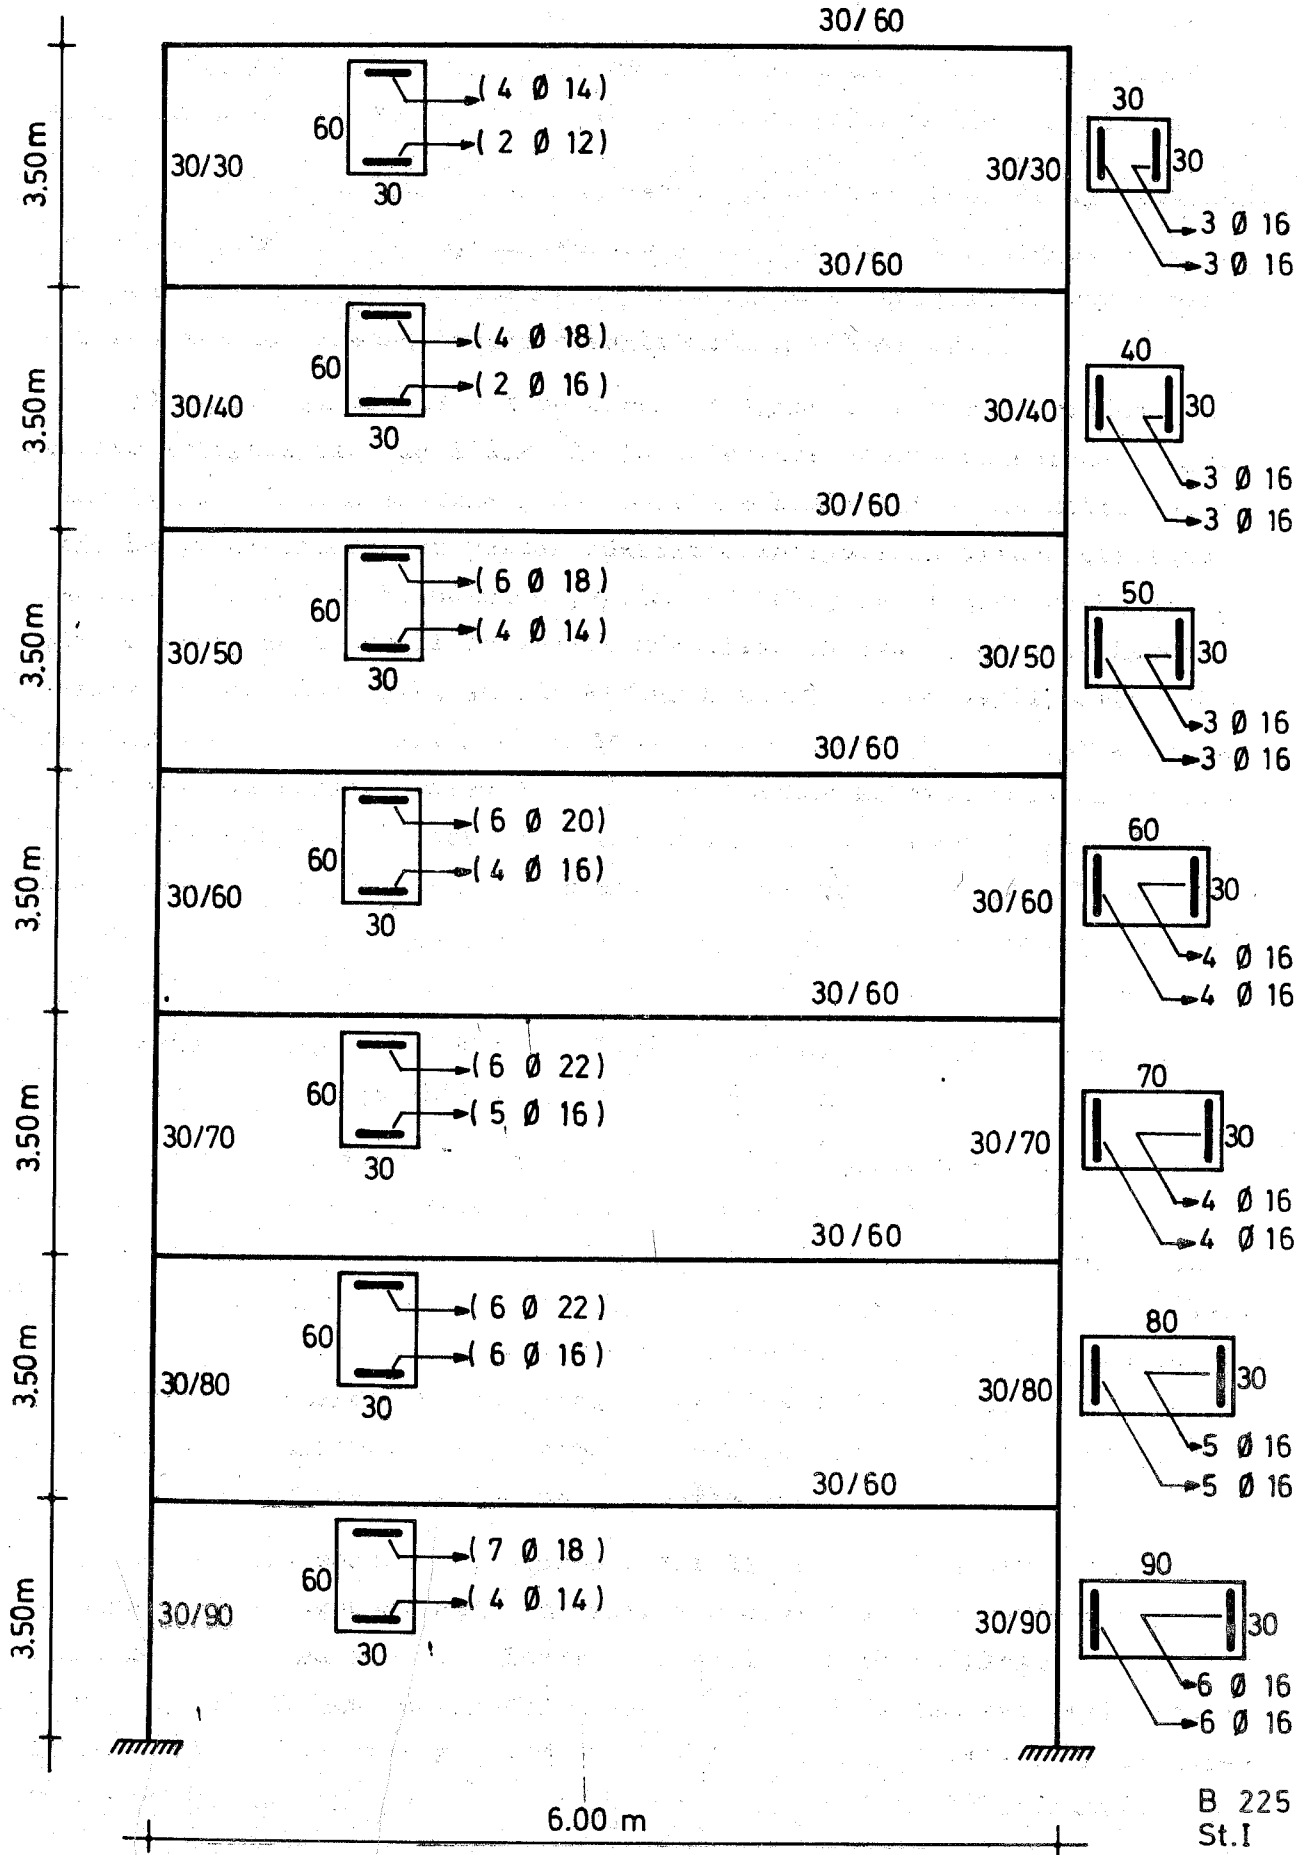 30/60
3.50m
30/30
60
30
( 4 Ø 14 )
( 2 Ø 12 )
30/30
30
30
3 Ø 16
3 Ø 16
30/60
3.50m
30/40
60
30
( 4 Ø 18 )
( 2 Ø 16 )
30/40
40
30
3 Ø 16
3 Ø 16
30/60
3.50m
30/50
60
30
( 6 Ø 18 )
( 4 Ø 14 )
30/50
50
30
3 Ø 16
3 Ø 16
30/60
3.50m
30/60
60
30
( 6 Ø 20 )
( 4 Ø 16 )
30/60
60
30
4 Ø 16
4 Ø 16
30/60
3.50m
30/70
60
30
( 6 Ø 22 )
( 5 Ø 16 )
30/70
70
30
4 Ø 16
4 Ø 16
30/60
3.50m
30/80
60
30
( 6 Ø 22 )
( 6 Ø 16 )
30/80
80
30
5 Ø 16
5 Ø 16
30/60
3.50m
30/90
60
30
( 7 Ø 18 )
( 4 Ø 14 )
30/90
90
30
6 Ø 16
6 Ø 16
6.00 m
B 225
St.I